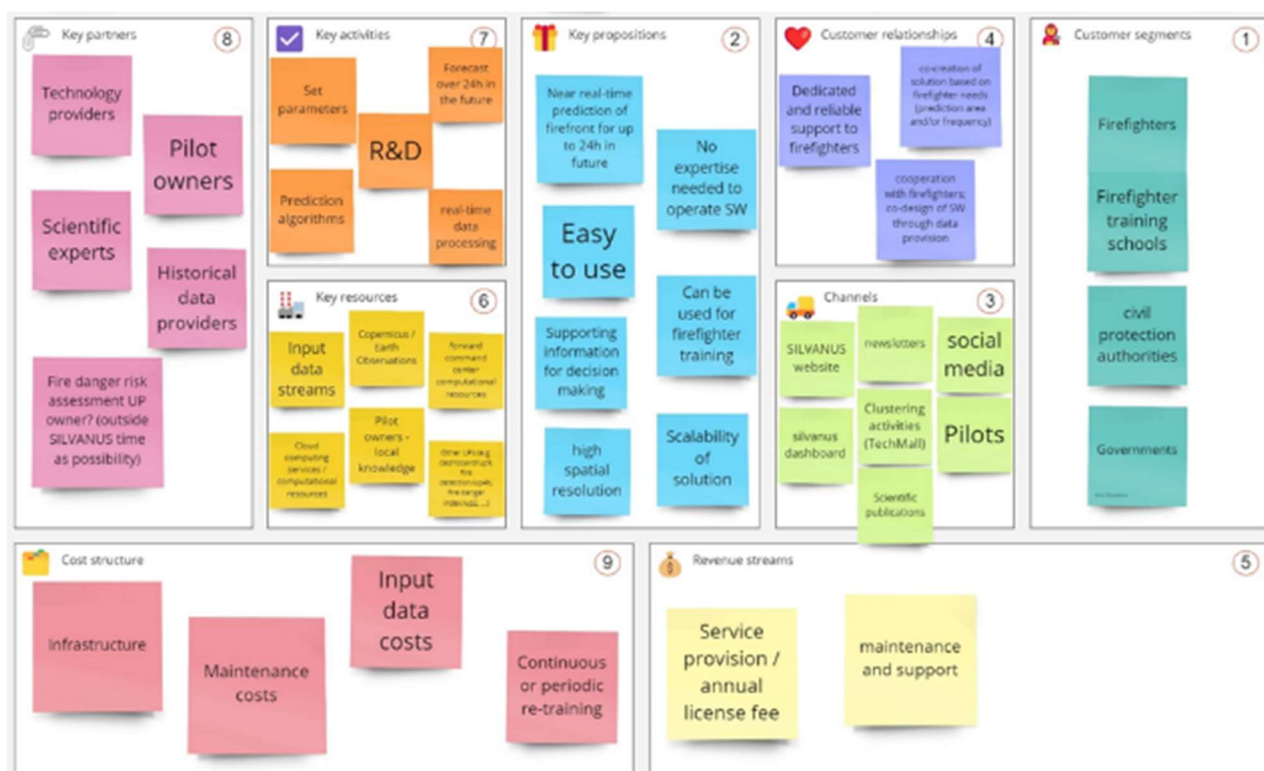 Key partners
8
Technology
providers
Pilot
owners
Scientific
experts
Historical
data
providers
Fire danger risk
assessment UP
owner? (outside
SILVANUS time
as possibility)
Key activities
7
Set
parameters
Forecast
over 24h in
the future
R&D
Prediction
algorithms
real-time
data
processing
Key resources
6
Input
data
streams
Copernicus /
Earth
Observations
forward
command
center
computational
resources
Cloud
computing
services /
computational
resources
Pilot
owners -
local
knowledge
Key propositions
2
Near real-time
prediction of
firefront for up
to 24h in
future
No
expertise
needed to
operate SW
Easy
to use
Can be
used for
firefighter
training
Supporting
information
for decision
making
high
spatial
resolution
Scalability
of
solution
Customer relationships
4
Dedicated
and reliable
support to
firefighters
co-creation of
solution based on
firefighter needs
(prediction area
and/or frequency)
cooperation
with firefighters;
co-design of SW
through data
provision
Channels
3
SILVANUS
website
newsletters
social
media
silvanus
dashboard
Clustering
activities
(TechMall)
Pilots
Scientific
publications
Customer segments
1
Firefighters
Firefighter
training
schools
civil
protection
authorities
Governments
Cost structure
9
Infrastructure
Maintenance
costs
Input
data
costs
Continuous
or periodic
re-training
Revenue streams
5
Service
provision /
annual
license fee
maintenance
and support